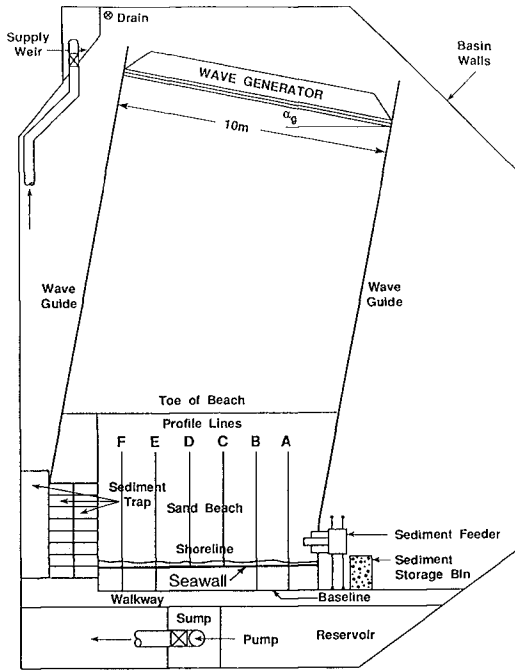 Drain
Supply
Weir
WAVE GENERATOR
Basin
Walls
αg
10m
Wave
Guide
Wave
Guide
Toe of Beach
Profile Lines
F E D C B A
Sediment
Trap
Sand Beach
Sediment Feeder
Shoreline
Sediment
Storage Bin
Seawall
Walkway
Baseline
Sump
Pump
Reservoir